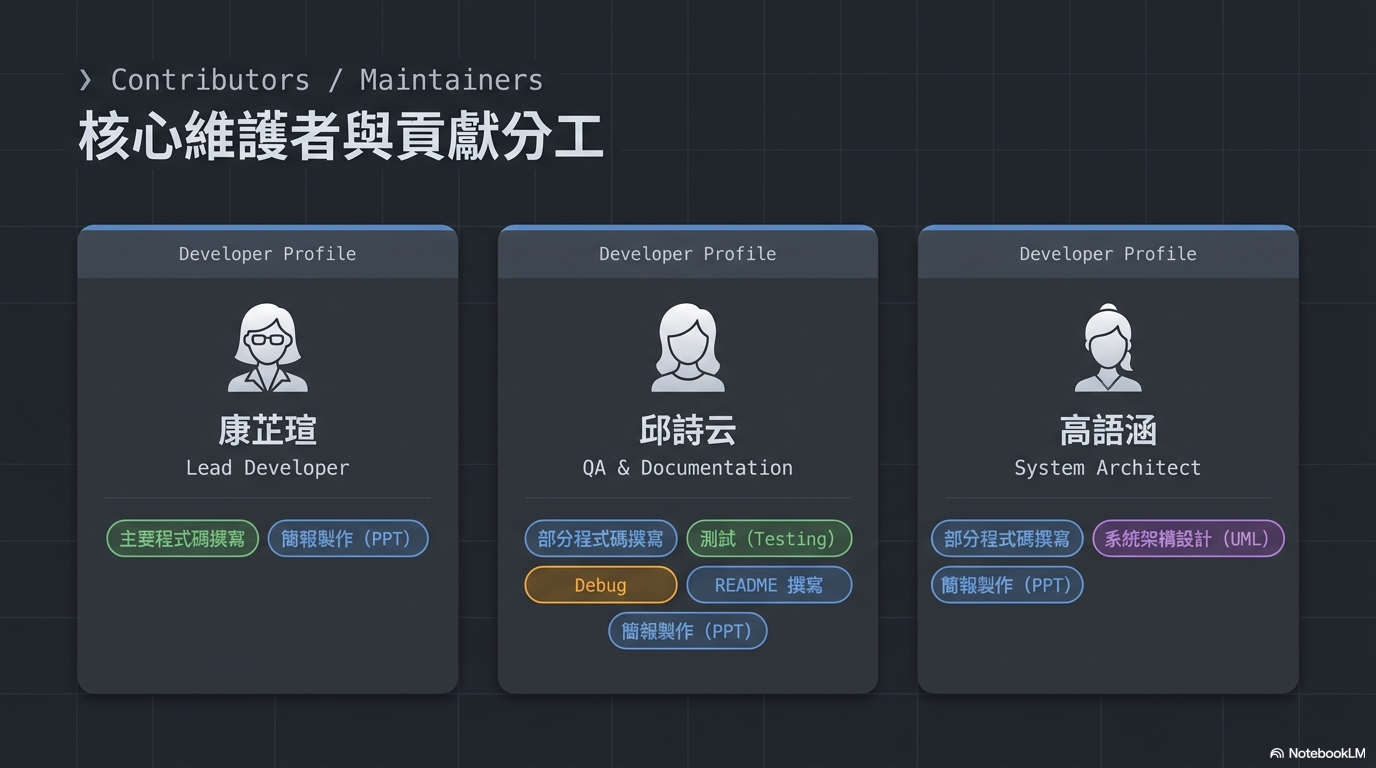 ❯ Contributors / Maintainers
核心維護者與貢獻分工
Developer Profile
康芷瑄
Lead Developer
主要程式碼撰寫
簡報製作 (PPT)
Developer Profile
邱詩云
QA & Documentation
部分程式碼撰寫
測試 (Testing)
Debug
README 撰寫
簡報製作 (PPT)
Developer Profile
高語涵
System Architect
部分程式碼撰寫
系統架構設計 (UML)
簡報製作 (PPT)
NotebookLM